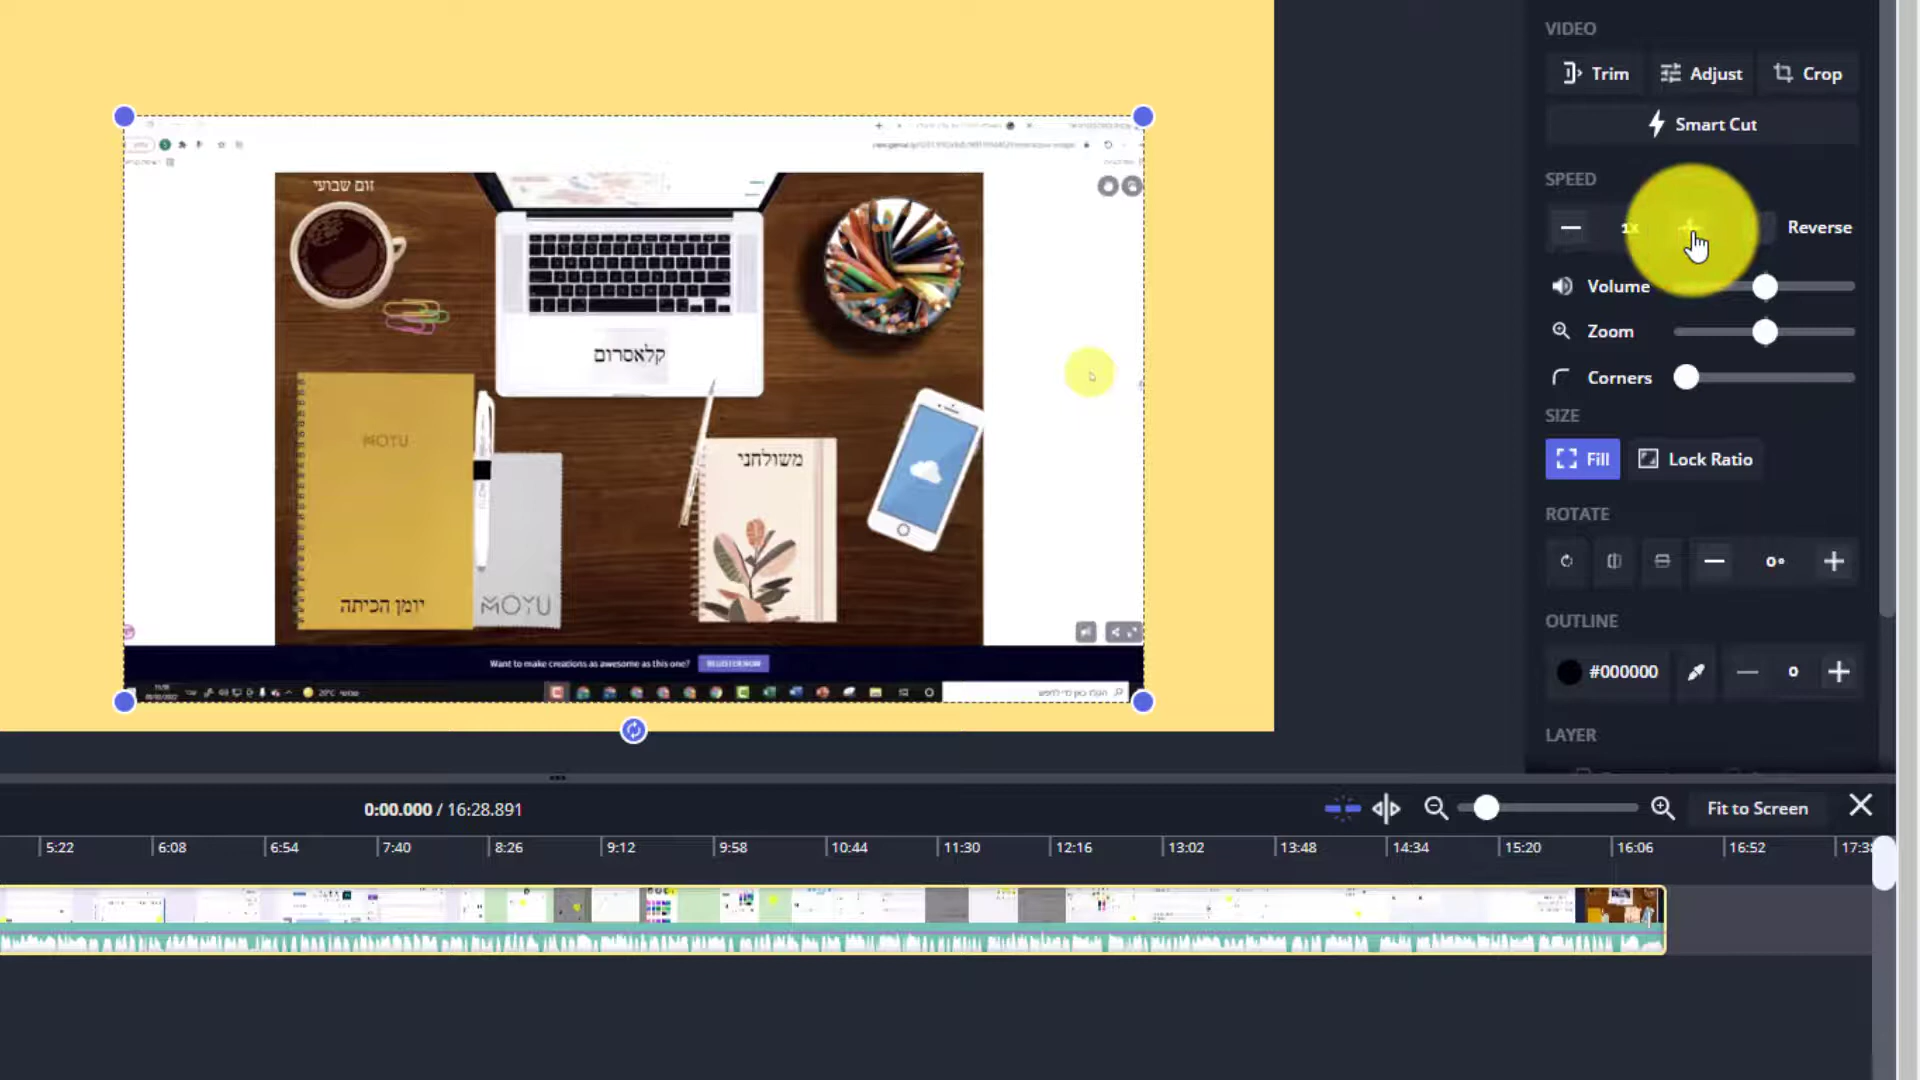 VIDEO
Trim
Adjust
Crop
Smart Cut
SPEED
1x
Reverse
Volume
Zoom
Corners
SIZE
Fill
Lock Ratio
ROTATE
0°
OUTLINE
#000000
0
LAYER
זום שבועי
קלאסרום
MOYU
משולחני
יומן הכיתה
MOYU
Want to make creations as awesome as this one?
REGISTER NOW
20°C
0:00.000 / 16:28.891
Fit to Screen
5:22
6:08
6:54
7:40
8:26
9:12
9:58
10:44
11:30
12:16
13:02
13:48
14:34
15:20
16:06
16:52